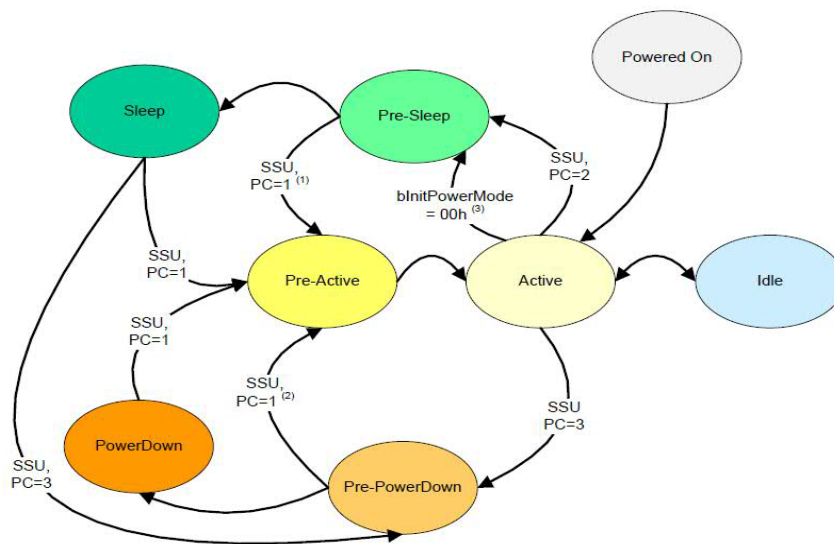 Powered On
Sleep
Pre-Sleep
SSU,
PC=1 (1)
SSU,
PC=2
bInitPowerMode
= 00h (3)
SSU,
PC=1
Pre-Active
Active
Idle
SSU,
PC=1
SSU,
PC=1 (2)
SSU
PC=3
PowerDown
SSU,
PC=3
Pre-PowerDown